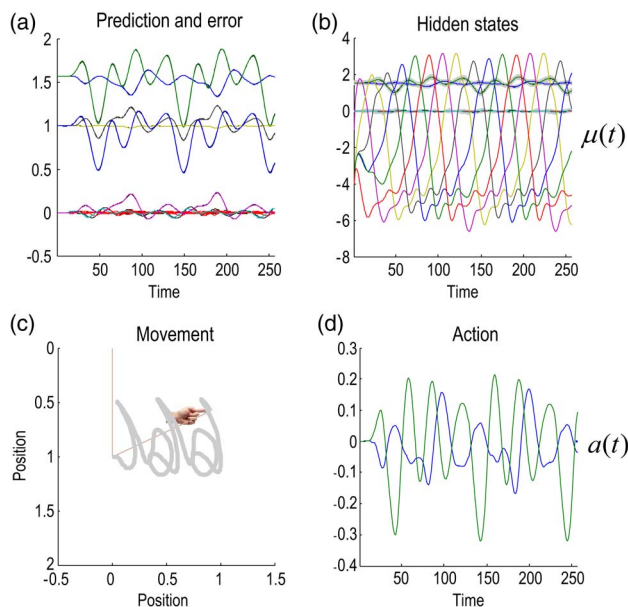 (a) Prediction and error
2
1.5
1
0.5
0
-0.5
50 100 150 200 250
Time
(b) Hidden states
4
2
0
-2
-4
-6
-8
50 100 150 200 250
Time
μ(t)
(c) Movement
Position
0
0.5
1
1.5
2
-0.5 0 0.5 1 1.5
Position
(d) Action
0.3
0.2
0.1
0
-0.1
-0.2
-0.3
-0.4
50 100 150 200 250
Time
a(t)